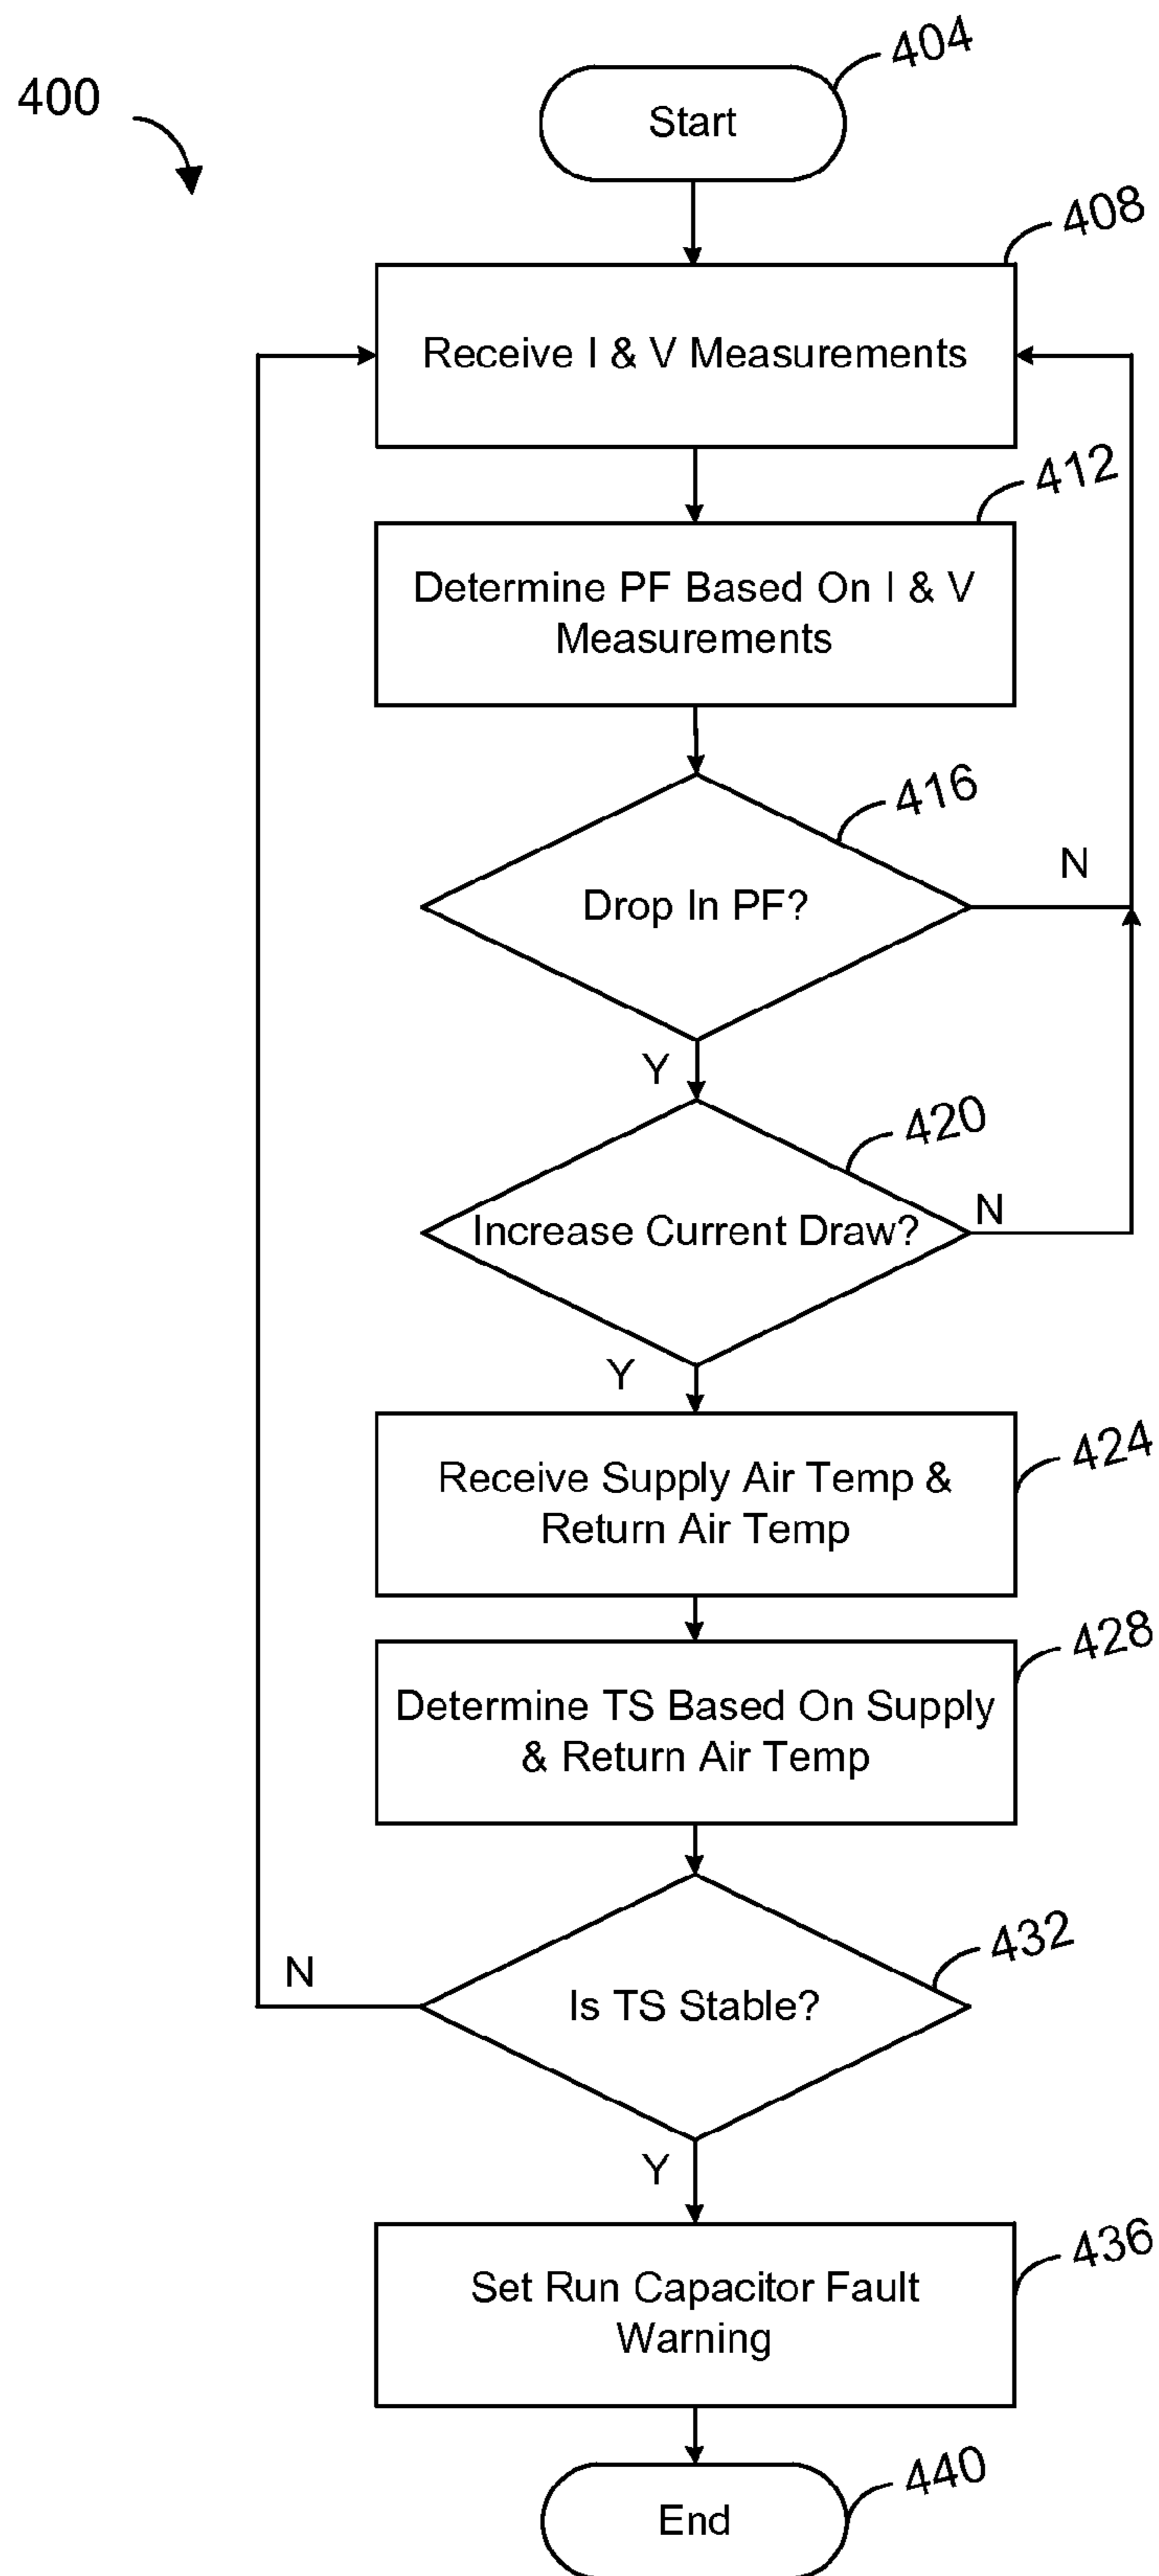 400
404
Start
408
Receive I & V Measurements
412
Determine PF Based On I & V
Measurements
416
Drop In PF?
N
Y
420
Increase Current Draw?
N
Y
424
Receive Supply Air Temp &
Return Air Temp
428
Determine TS Based On Supply
& Return Air Temp
432
Is TS Stable?
N
Y
436
Set Run Capacitor Fault
Warning
440
End